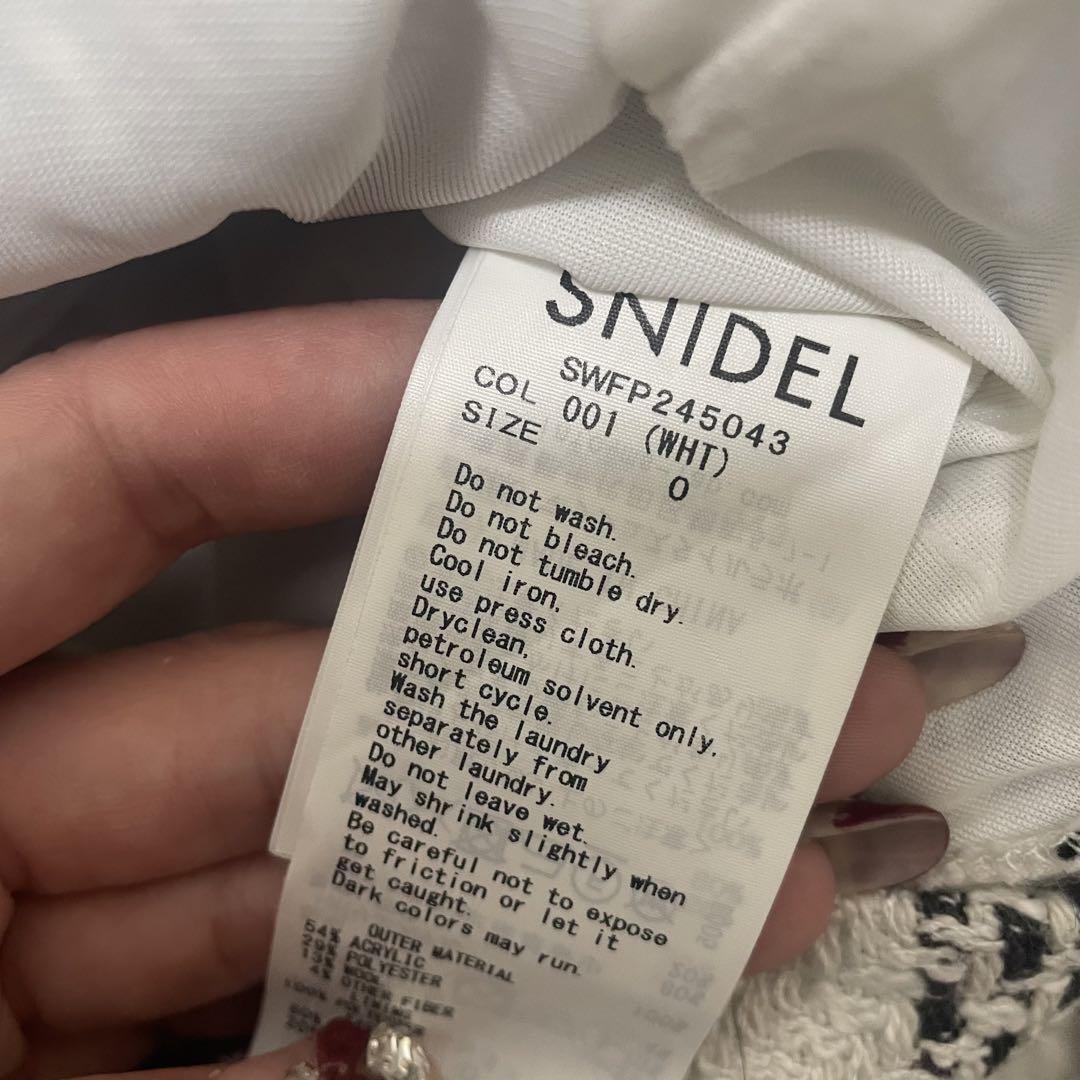 SNIDEL
SWFP245043
COL 001 (WHT)
SIZE 0
Do not wash.
Do not bleach.
Do not tumble dry.
Cool iron,
use press cloth.
Dryclean,
petroleum solvent only,
short cycle.
Wash the laundry
separately from
other laundry.
Do not leave wet.
May shrink slightly when
washed.
Be careful not to expose
to friction or let it
get caught.
Dark colors may run.
OUTER MATERIAL
54% ACRYLIC
29% POLYESTER
13% WOOL
4% OTHER FIBER
LINING
100%